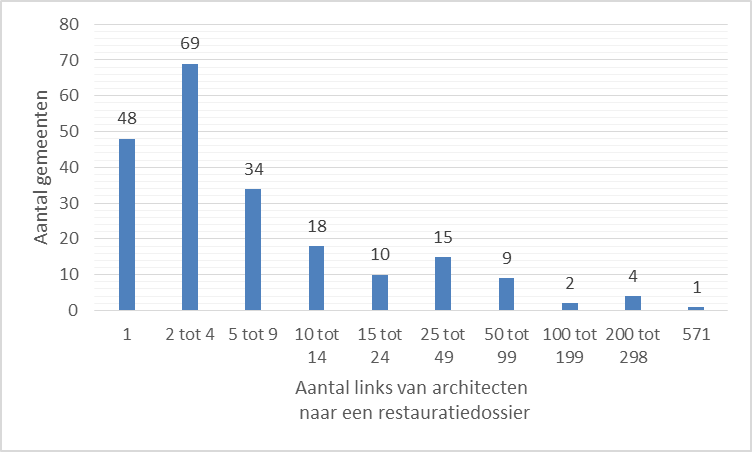 80
70
60
50
40
30
20
10
0
Aantal gemeenten
48
69
34
18
10
15
9
2
4
1
1
2 tot 4
5 tot 9
10 tot
14
15 tot
24
25 tot
49
50 tot
99
100 tot
199
200 tot
298
571
Aantal links van architecten
naar een restauratiedossier